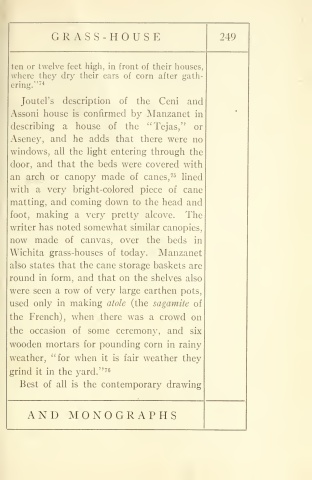 GRASS-HOUSE 249
ten or twelve feet high, in front of their houses,
where they dry their ears of corn after gath-
ering."74
Joutel's description of the Ceni and
Assoni house is confirmed by Manzanet in
describing a house of the "Tejas," or
Aseney, and he adds that there were no
windows, all the light entering through the
door, and that the beds were covered with
an arch or canopy made of canes,75 lined
with a very bright-colored piece of cane
matting, and coming down to the head and
foot, making a very pretty alcove. The
writer has noted somewhat similar canopies,
now made of canvas, over the beds in
Wichita grass-houses of today. Manzanet
also states that the cane storage baskets are
round in form, and that on the shelves also
were seen a row of very large earthen pots,
used only in making atole (the sagamite of
the French), when there was a crowd on
the occasion of some ceremony, and six
wooden mortars for pounding corn in rainy
weather, "for when it is fair weather they
grind it in the yard."76
Best of all is the contemporary drawing
AND MONOGRAPHS